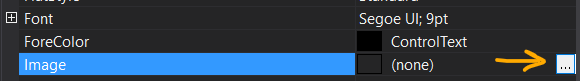 Font Segoe UI; 9pt
ForeColor ControlText
Image (none) ...